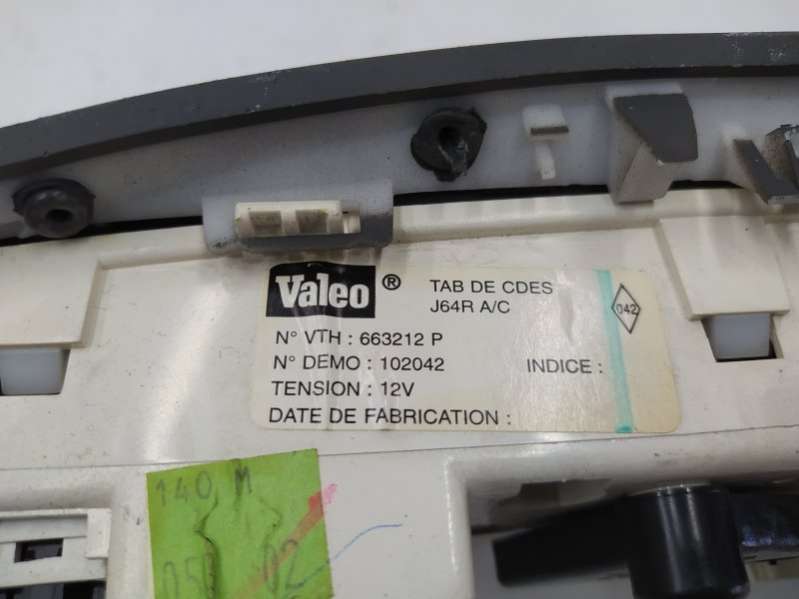 Valeo ® TAB DE CDES
J64R A/C
042
N° VTH : 663212 P
N° DEMO : 102042 INDICE :
TENSION : 12V
DATE DE FABRICATION :
140 M